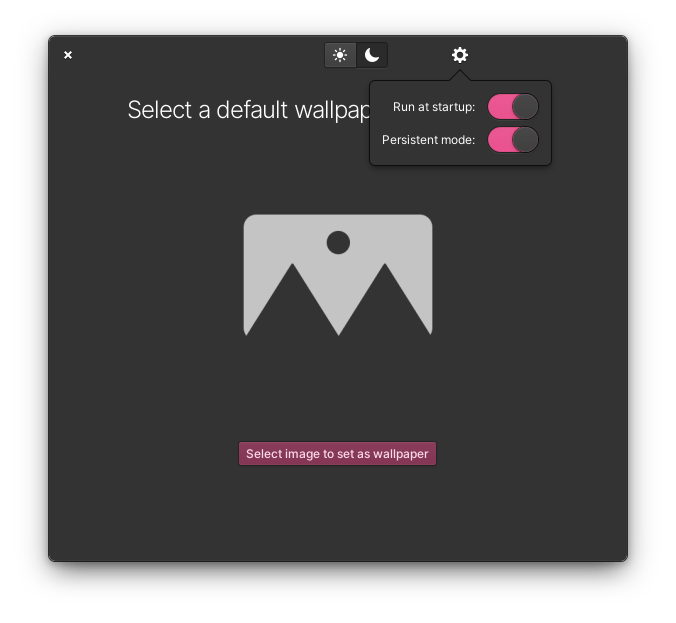 Select a default wallpap
Run at startup:
Persistent mode:
Select image to set as wallpaper